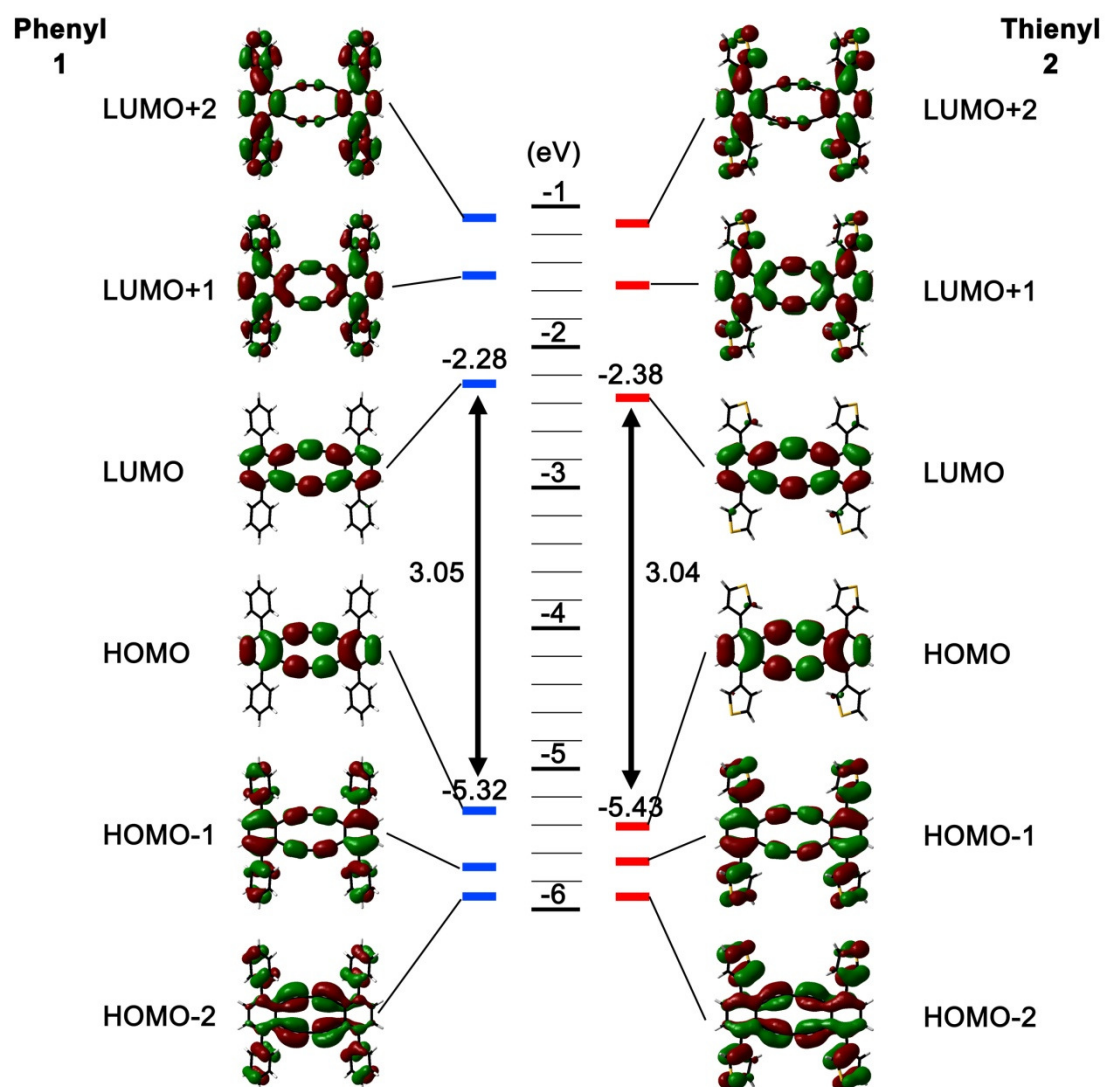 Phenyl
1
Thienyl
2
LUMO+2
LUMO+2
(eV)
-1
LUMO+1
LUMO+1
-2
-2.28
-2.38
LUMO
LUMO
-3
3.05
3.04
-4
HOMO
HOMO
-5
-5.32
-5.43
HOMO-1
HOMO-1
-6
HOMO-2
HOMO-2